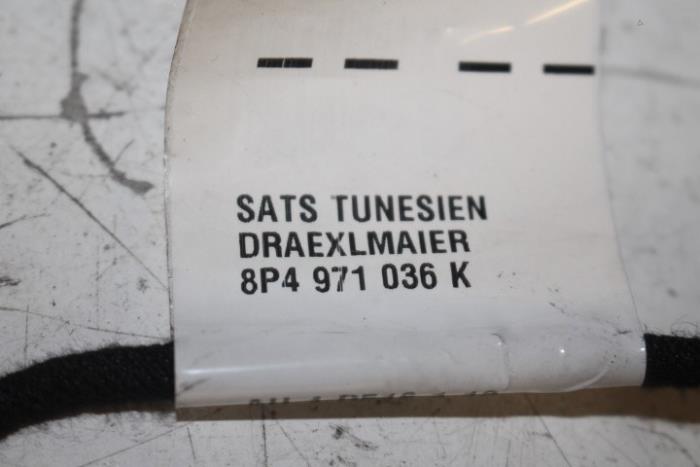 SATS TUNESIEN
DRAEXLMAIER
8P4 971 036 K